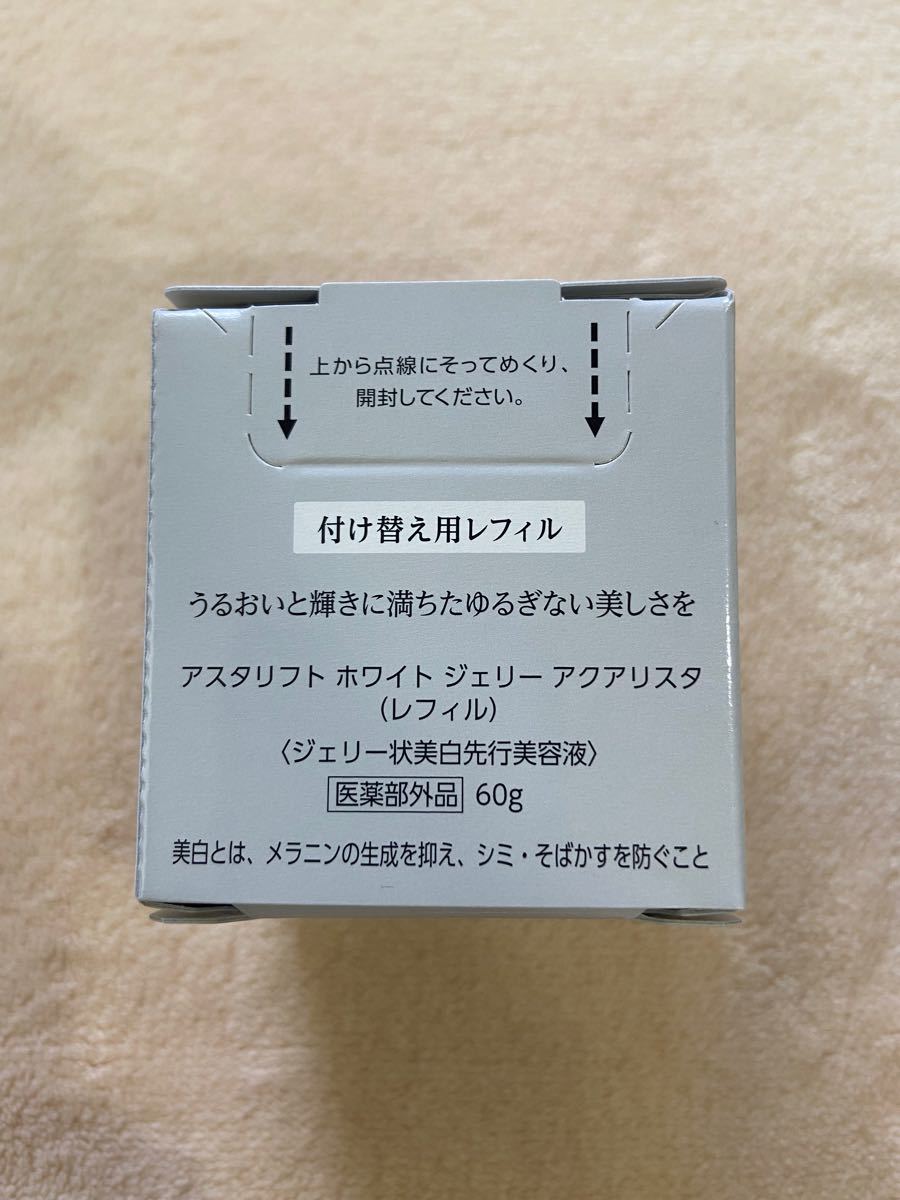 上から点線にそってめくり、
開封してください。
付け替え用レフィル
うるおいと輝きに満ちたゆるぎない美しさを
アスタリフト ホワイト ジェリー アクアリスタ
（レフィル）
〈ジェリー状美白先行美容液〉
医薬部外品 60g
美白とは、メラニンの生成を抑え、シミ・そばかすを防ぐこと